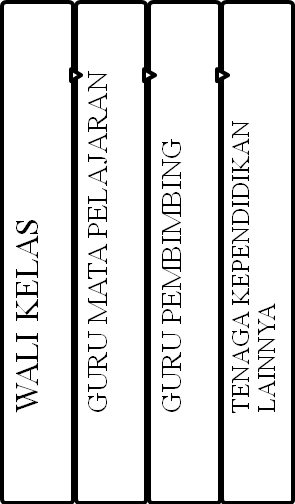 WALI KELAS
GURU MATA PELAJARAN
GURU PEMBIMBING
TENAGA KEPENDIDIKAN
LAINNYA